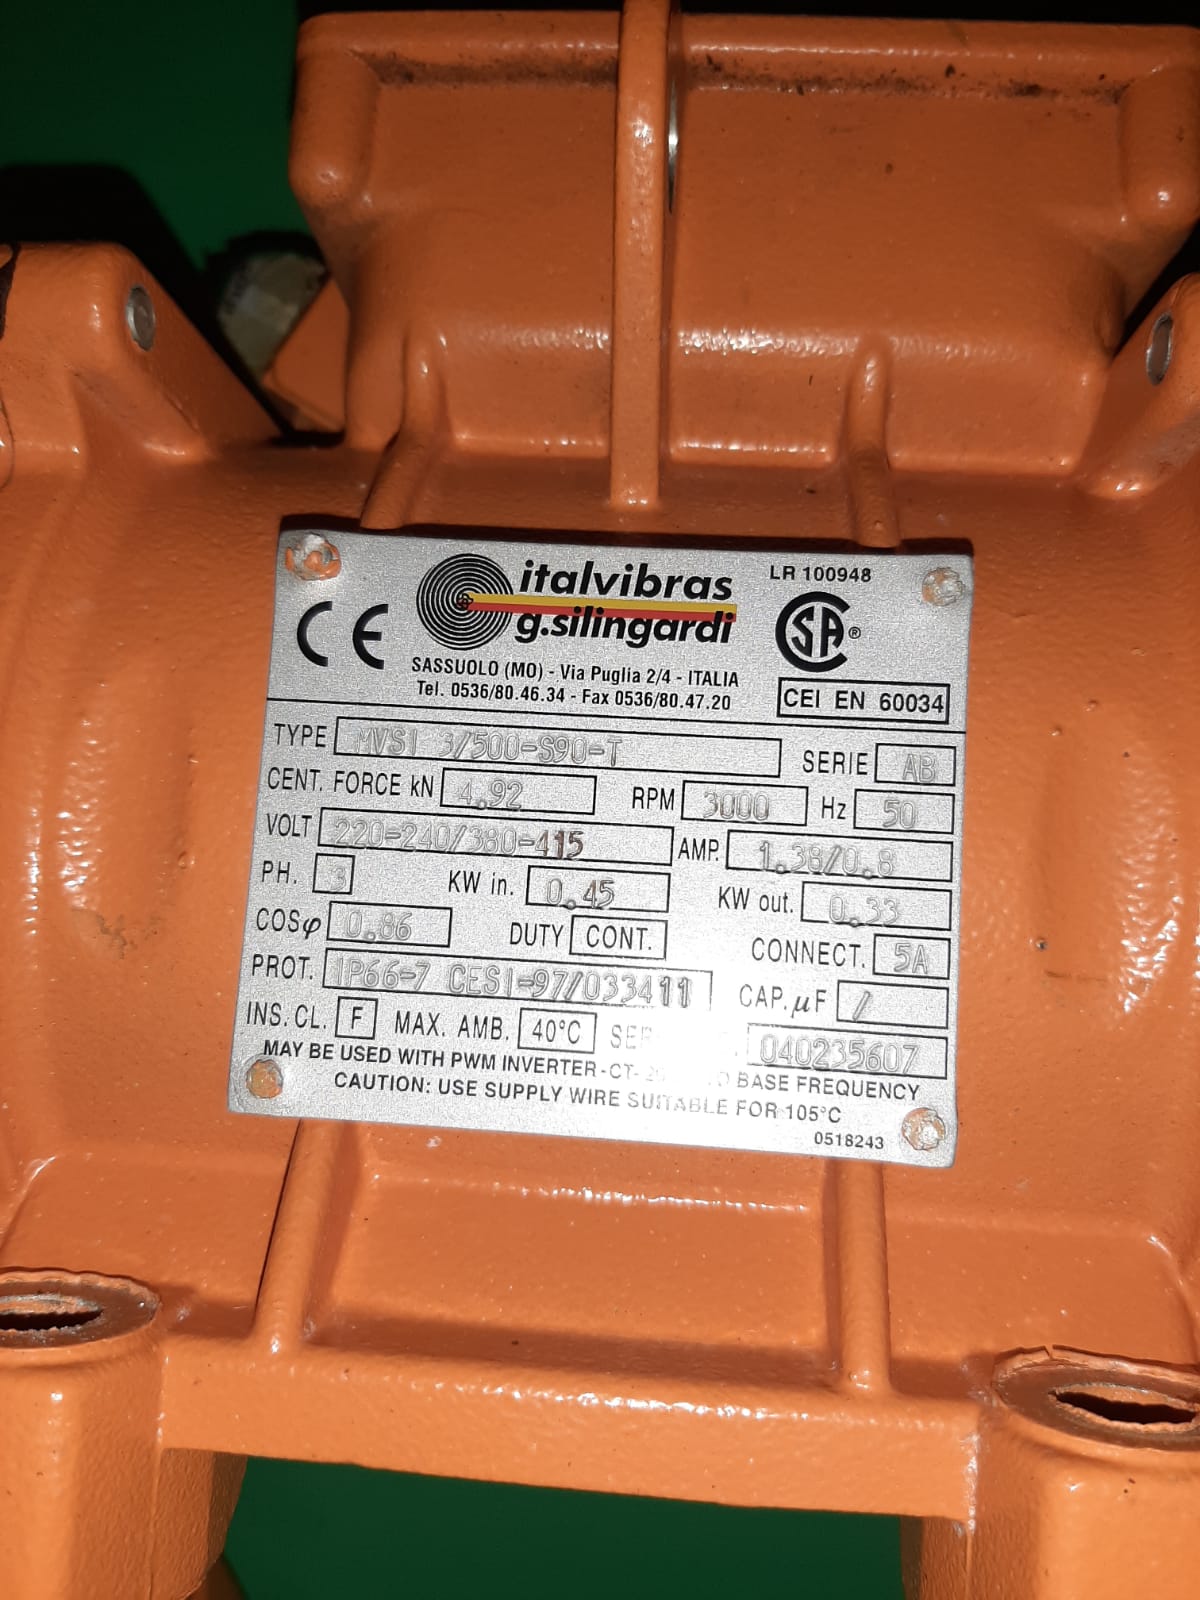 italvibras
g.silingardi
LR 100948
CE
SA ®
SASSUOLO (MO) - Via Puglia 2/4 - ITALIA
Tel. 0536/80.46.34 - Fax 0536/80.47.20
CEI EN 60034
TYPE MVSI 3/500-S90-T SERIE AB
CENT. FORCE kN 4.92 RPM 3000 Hz 50
VOLT 220-240/380-415 AMP. 1.38/0.8
PH. 3 KW in. 0.45 KW out. 0.33
COSφ 0.86 DUTY CONT. CONNECT. 5A
PROT. IP66-7 CESI-97/033411 CAP. µF /
INS. CL. F MAX. AMB. 40°C 040235607
MAY BE USED WITH PWM INVERTER-CT- BASE FREQUENCY
CAUTION: USE SUPPLY WIRE SUITABLE FOR 105°C
0518243